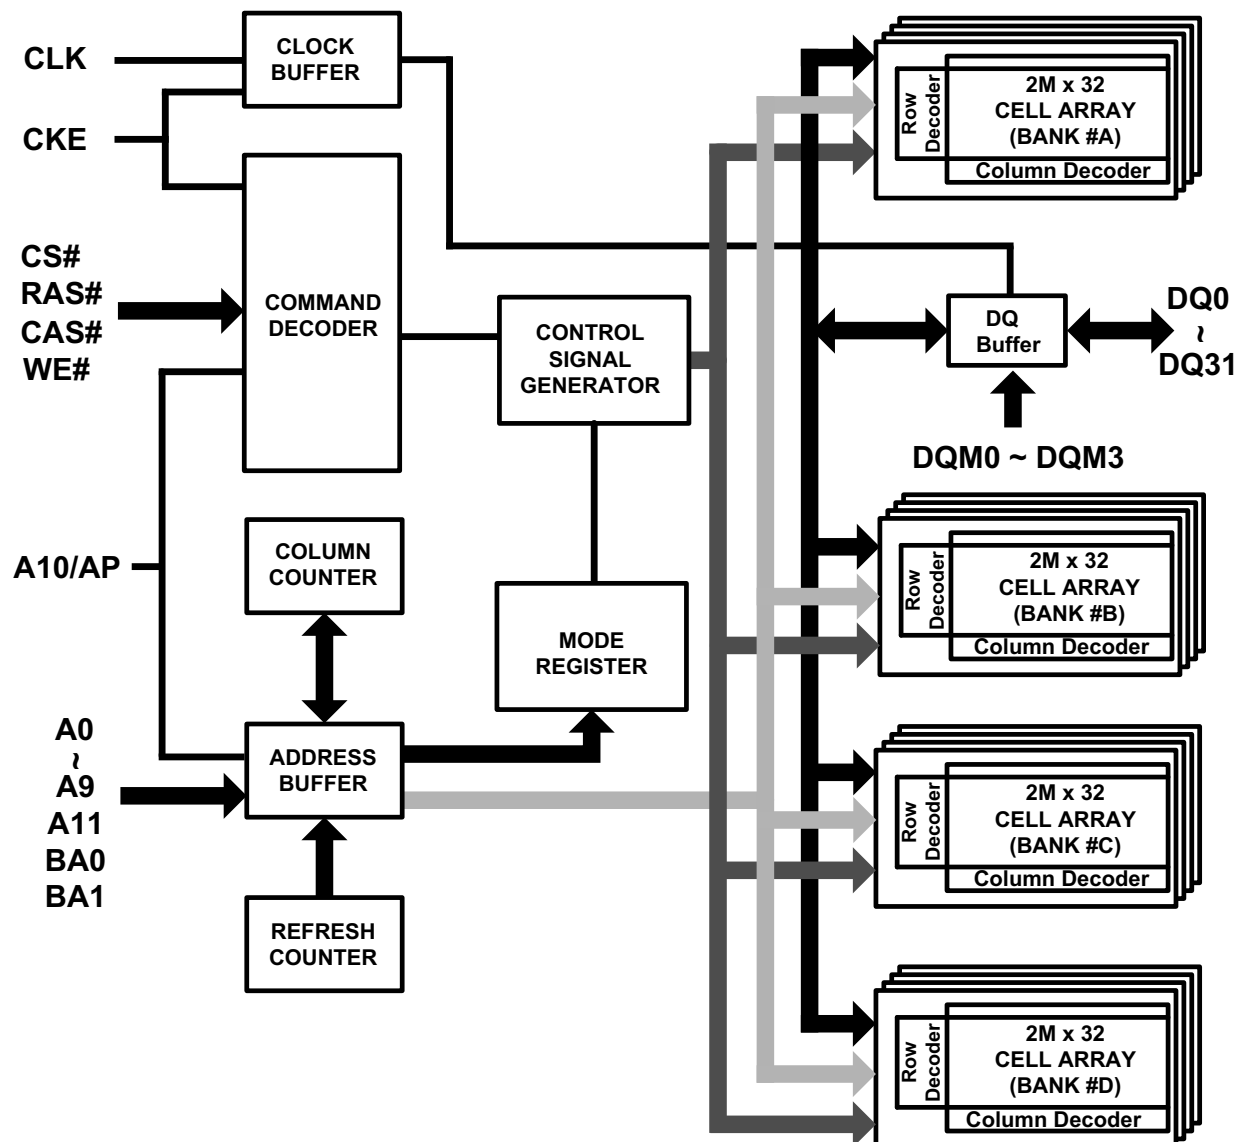 CLK
CKE
CLOCK
BUFFER
CS#
RAS#
CAS#
WE#
COMMAND
DECODER
CONTROL
SIGNAL
GENERATOR
A10/AP
COLUMN
COUNTER
MODE
REGISTER
A0
~
A9
A11
BA0
BA1
ADDRESS
BUFFER
REFRESH
COUNTER
Row
Decoder
2M x 32
CELL ARRAY
(BANK #A)
Column Decoder
DQ
Buffer
DQ0
~
DQ31
DQM0 ~ DQM3
Row
Decoder
2M x 32
CELL ARRAY
(BANK #B)
Column Decoder
Row
Decoder
2M x 32
CELL ARRAY
(BANK #C)
Column Decoder
Row
Decoder
2M x 32
CELL ARRAY
(BANK #D)
Column Decoder